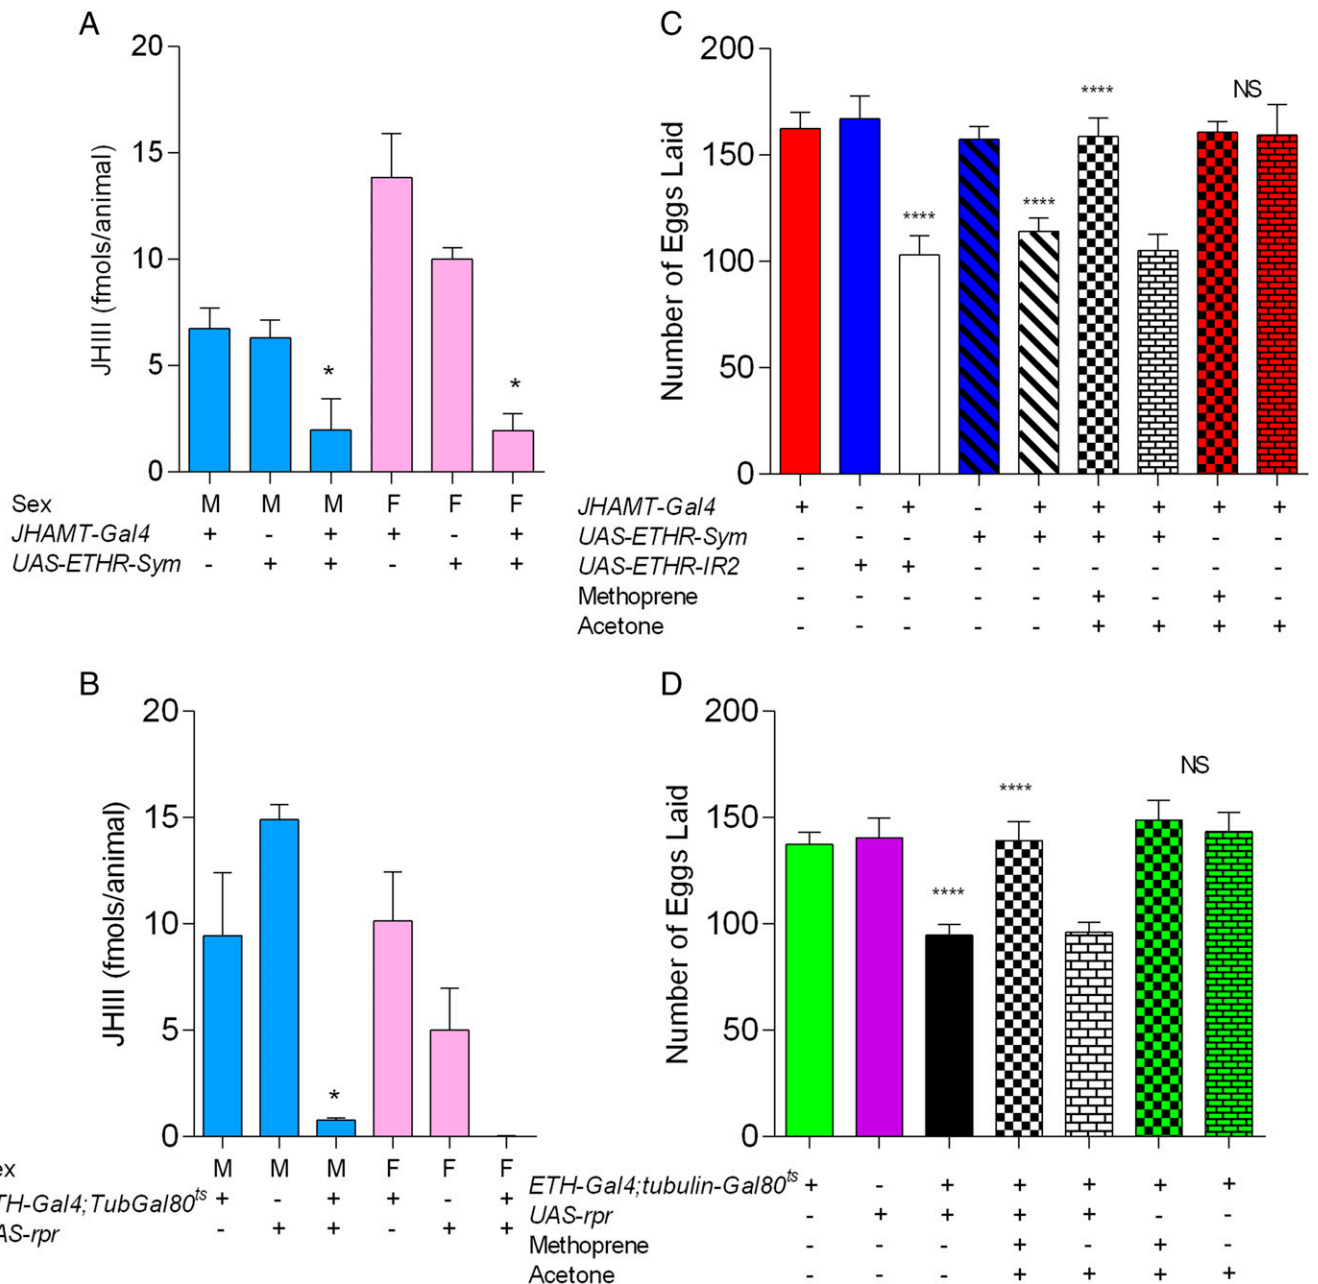 A
20
15
10
5
0
JHIII (fmols/animal)
*
*
Sex M M M F F F
JHAMT-Gal4 + - + + - +
UAS-ETHR-Sym - + + - + +
C
200
150
100
50
0
Number of Eggs Laid
****
****
****
NS
JHAMT-Gal4 + - + - + + + + +
UAS-ETHR-Sym - - - + + + + - -
UAS-ETHR-IR2 - + + - - - - - -
Methoprene - - - - - + - + -
Acetone - - - - - + + + +
B
20
15
10
5
0
JHIII (fmols/animal)
*
ex M M M F F F
TH-Gal4;TubGal80ts + - + + - +
AS-rpr - + + - + +
D
200
150
100
50
0
Number of Eggs Laid
****
****
NS
ETH-Gal4;tubulin-Gal80ts + - + + + + +
UAS-rpr - + + + + - -
Methoprene - - - + - + -
Acetone - - - + + + +